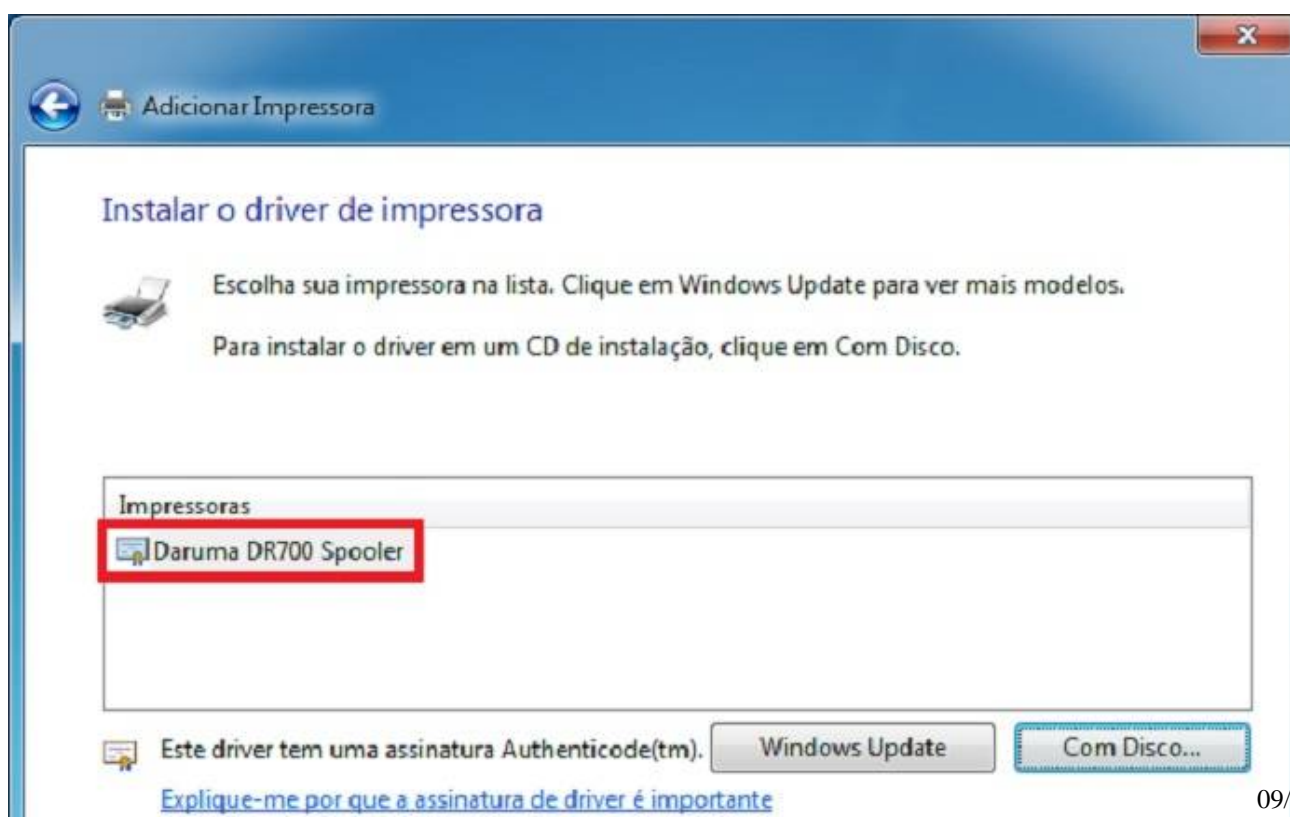 Adicionar Impressora
Instalar o driver de impressora
Escolha sua impressora na lista. Clique em Windows Update para ver mais modelos.
Para instalar o driver em um CD de instalação, clique em Com Disco.
Impressoras
Daruma DR700 Spooler
Este driver tem uma assinatura Authenticode(tm). Windows Update Com Disco...
Explique-me por que a assinatura de driver é importante
09/